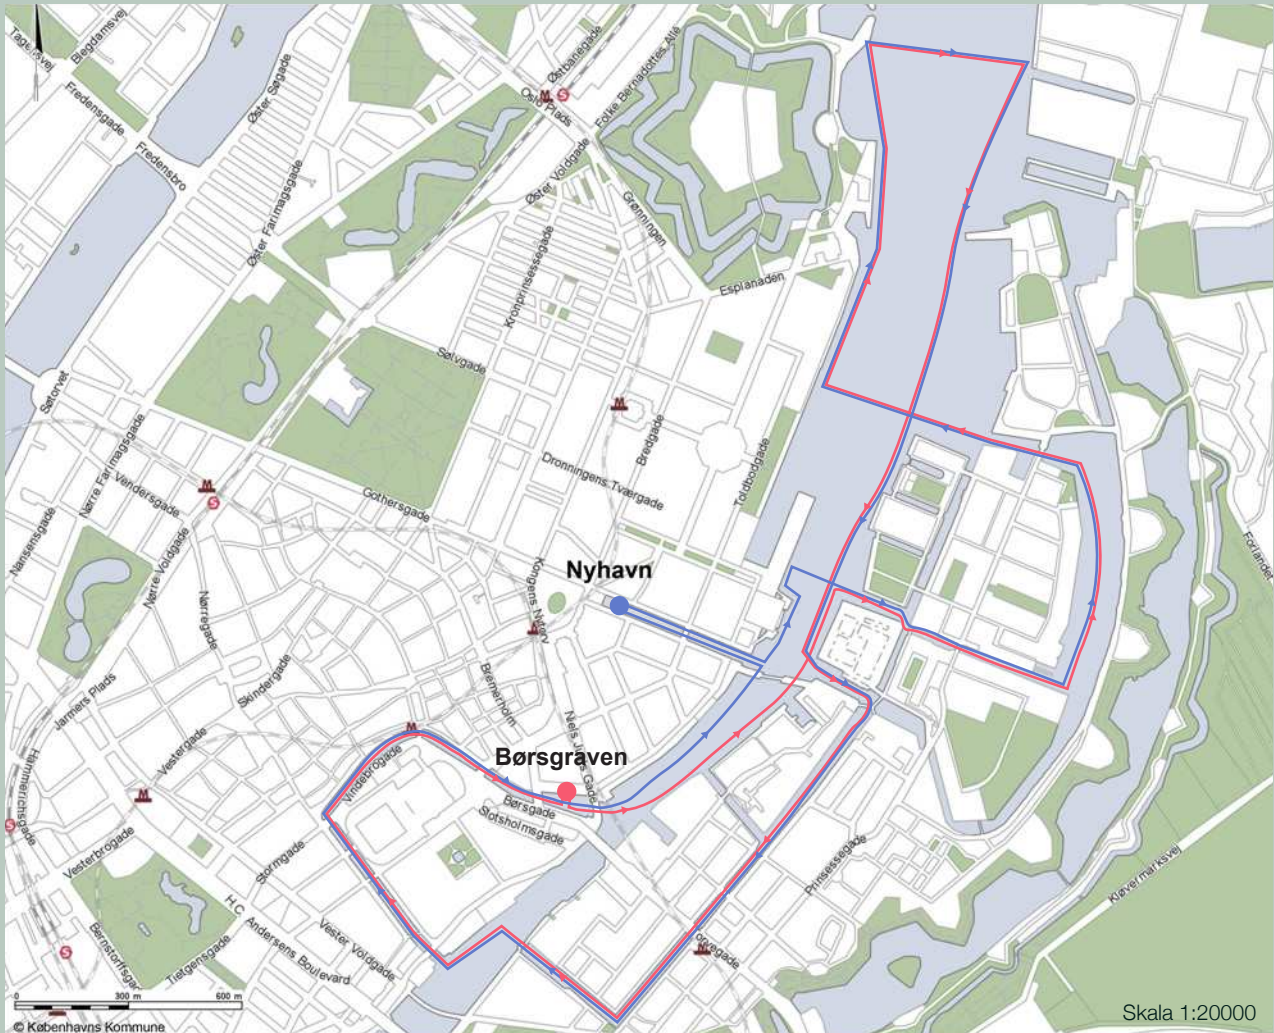 Tagensvej
Blegdamsvej
Fredensgade
Fredensbro
Øster Søgade
Øster Farimagsgade
Østbanegade
Oslo Plads
Folke Bernadottes Allé
Øster Voldgade
Grønningen
Esplanaden
Kronprinsessegade
Sølvgade
Søtorvet
Nørre Farimagsgade
Vendersgade
Nansensgade
Nørre Voldgade
Gothersgade
Bredgade
Dronningens Tværgade
Toldbodgade
Forlandet
Nyhavn
Kongens Nytorv
Nørregade
Skindergade
Bremerholm
Niels Juels Gade
Jarmers Plads
Vestergade
Børsgraven
Vindebrogade
Børsgade
Slotsholmsgade
Hammerichsgade
Vesterbrogade
Stormgade
H.C. Andersens Boulevard
Vester Voldgade
Tietgensgade
Bernstorffsgade
Prinsessegade
Torvegade
Kløvermarksvej
M
S
M
M
S
M
M
M
S
S
M
0 300 m 600 m
© Københavns Kommune
Skala 1:20000